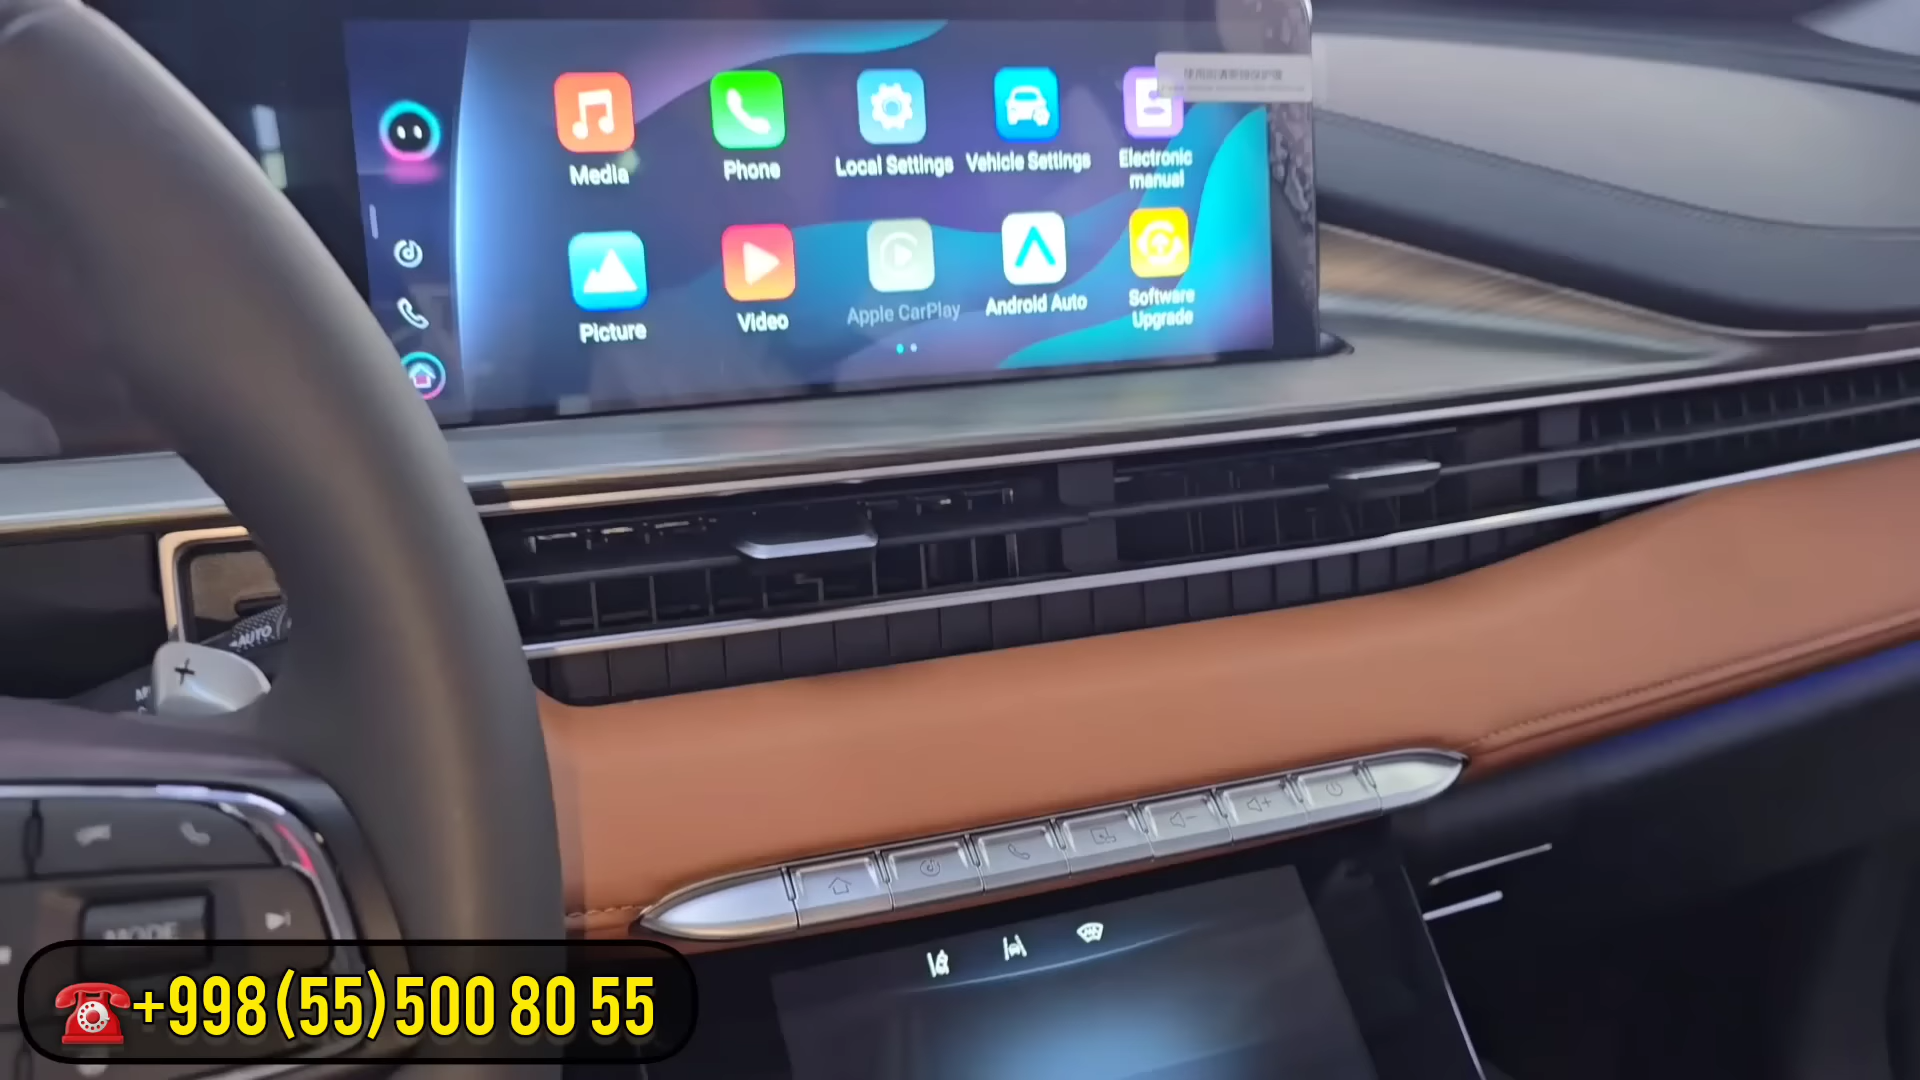 Media
Phone
Local Settings
Vehicle Settings
Electronic
manual
Picture
Video
Apple CarPlay
Android Auto
Software
Upgrade
AUTO
+
MODE
+998(55)500 80 55